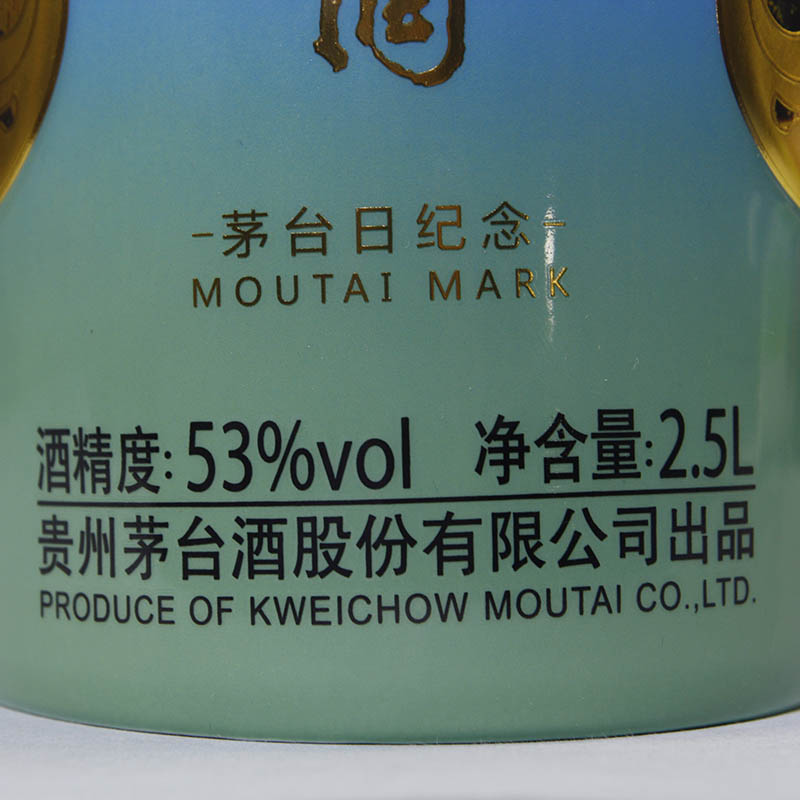 酒
-茅台日纪念-
MOUTAI MARK
酒精度: 53%vol 净含量: 2.5L
贵州茅台酒股份有限公司出品
PRODUCE OF KWEICHOW MOUTAI CO.,LTD.